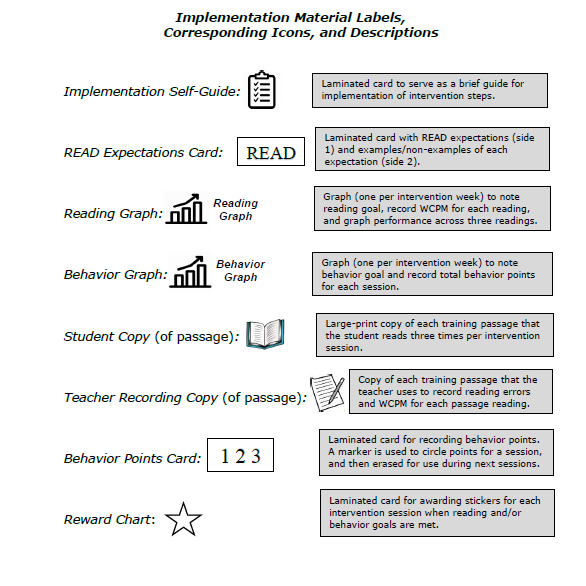 Implementation Material Labels,
Corresponding Icons, and Descriptions
Implementation Self-Guide:
Laminated card to serve as a brief guide for
implementation of intervention steps.
READ Expectations Card:
READ
Laminated card with READ expectations (side
1) and examples/non-examples of each
expectation (side 2).
Reading Graph:
Reading
Graph
Graph (one per intervention week) to note
reading goal, record WCPM for each reading,
and graph performance across three readings.
Behavior Graph:
Behavior
Graph
Graph (one per intervention week) to note
behavior goal and record total behavior points
for each session.
Student Copy (of passage):
Large-print copy of each training passage that
the student reads three times per intervention
session.
Teacher Recording Copy (of passage):
Copy of each training passage that the
teacher uses to record reading errors
and WCPM for each passage reading.
Behavior Points Card:
1 2 3
Laminated card for recording behavior points.
A marker is used to circle points for a session,
and then erased for use during next sessions.
Reward Chart:
Laminated card for awarding stickers for each
intervention session when reading and/or
behavior goals are met.